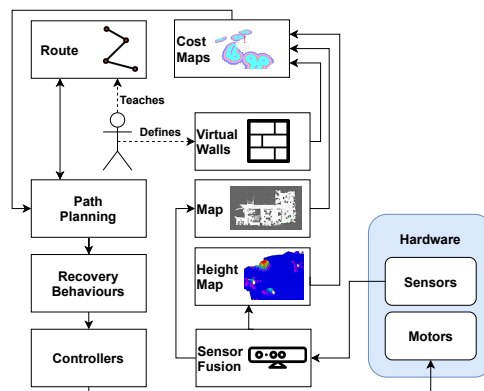 Route
Cost
Maps
Teaches
Defines
Virtual
Walls
Path
Planning
Map
Hardware
Recovery
Behaviours
Height
Map
Sensors
Motors
Controllers
Sensor
Fusion